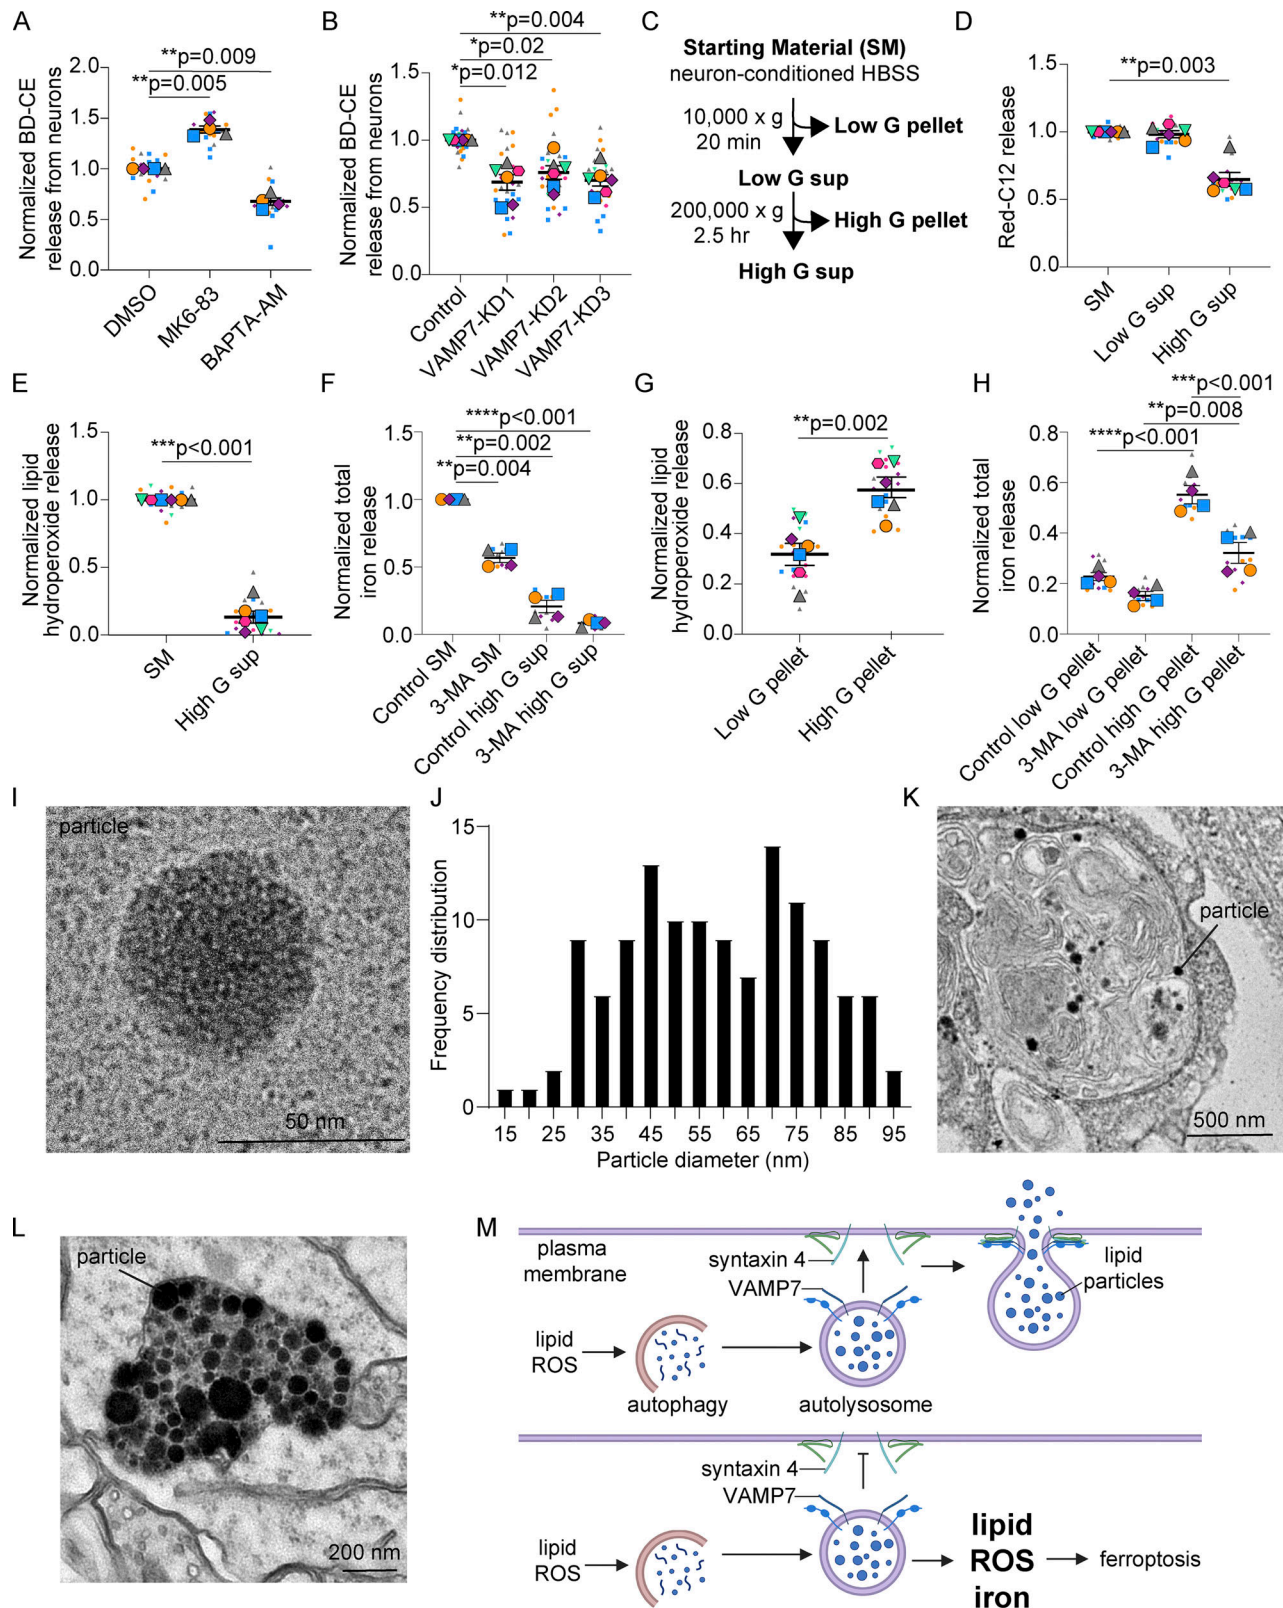 A
Normalized BD-CE
release from neurons
2.0
1.5
1.0
0.5
0.0
**p=0.009
**p=0.005
DMSO
MK6-83
BAPTA-AM
B
Normalized BD-CE
release from neurons
1.5
1.0
0.5
0.0
**p=0.004
*p=0.02
*p=0.012
Control
VAMP7-KD1
VAMP7-KD2
VAMP7-KD3
C
Starting Material (SM)
neuron-conditioned HBSS
10,000 x g
20 min
Low G pellet
Low G sup
200,000 x g
2.5 hr
High G pellet
High G sup
D
Red-C12 release
1.5
1.0
0.5
0.0
**p=0.003
SM
Low G sup
High G sup
E
Normalized lipid
hydroperoxide release
1.5
1.0
0.5
0.0
***p<0.001
SM
High G sup
F
Normalized total
iron release
1.5
1.0
0.5
0.0
****p<0.001
**p=0.002
**p=0.004
Control SM
3-MA SM
Control high G sup
3-MA high G sup
G
Normalized lipid
hydroperoxide release
0.8
0.6
0.4
0.2
0.0
**p=0.002
Low G pellet
High G pellet
H
Normalized total
iron release
0.8
0.6
0.4
0.2
0.0
***p<0.001
**p=0.008
****p<0.001
Control low G pellet
3-MA low G pellet
Control high G pellet
3-MA high G pellet
I
particle
50 nm
J
Frequency distribution
15
10
5
0
15 25 35 45 55 65 75 85 95
Particle diameter (nm)
K
particle
500 nm
L
particle
200 nm
M
plasma
membrane
syntaxin 4
VAMP7
lipid
particles
lipid
ROS
autophagy
autolysosome
syntaxin 4
VAMP7
lipid
ROS
lipid
ROS
iron
ferroptosis